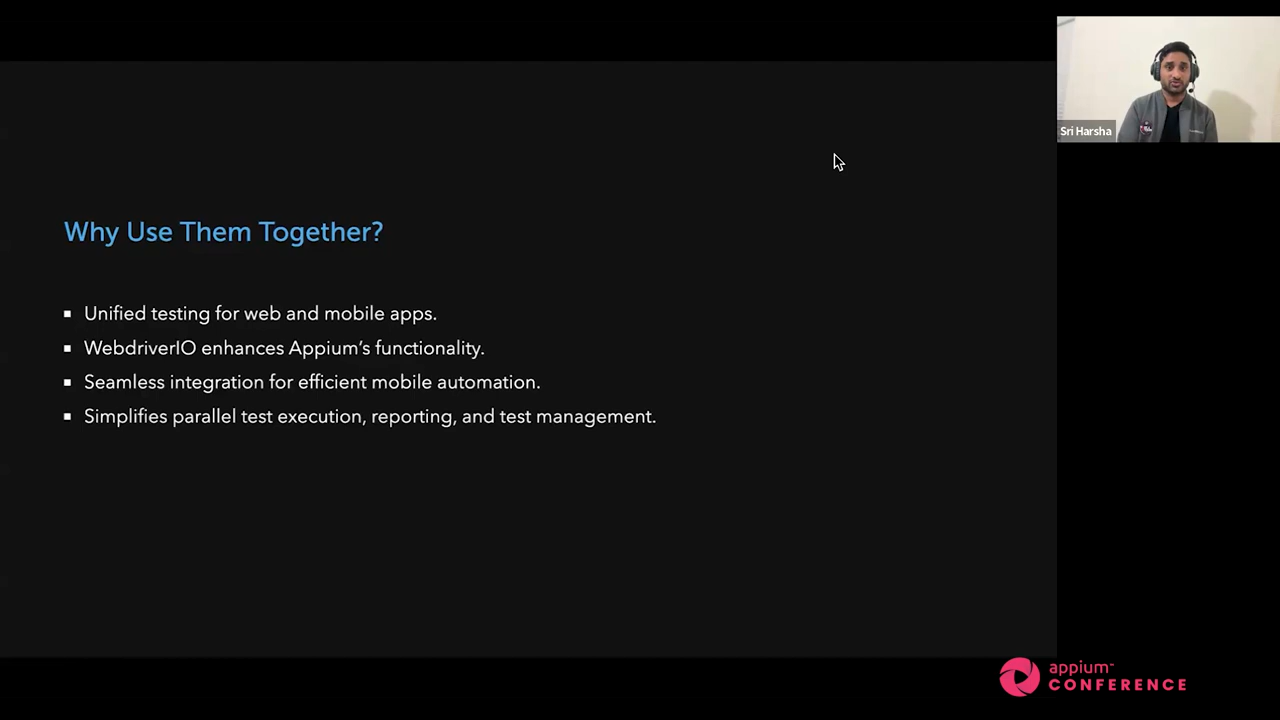 Sri Harsha
Why Use Them Together?
▪ Unified testing for web and mobile apps.
▪ WebdriverIO enhances Appium’s functionality.
▪ Seamless integration for efficient mobile automation.
▪ Simplifies parallel test execution, reporting, and test management.
appium™
CONFERENCE